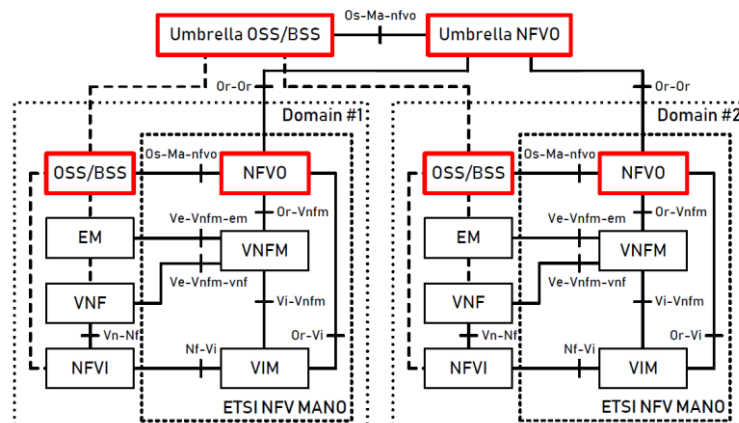 Os-Ma-nfvo
Umbrella OSS/BSS
Umbrella NFVO
Or-Or
Or-Or
Domain #1
Os-Ma-nfvo
OSS/BSS
NFVO
Or-Vnfm
Ve-Vnfm-em
EM
VNFM
Ve-Vnfm-vnf
VNF
Vi-Vnfm
Vn-Nf
Or-Vi
Nf-Vi
NFVI
VIM
ETSI NFV MANO
Domain #2
Os-Ma-nfvo
OSS/BSS
NFVO
Or-Vnfm
Ve-Vnfm-em
EM
VNFM
Ve-Vnfm-vnf
VNF
Vi-Vnfm
Vn-Nf
Or-Vi
Nf-Vi
NFVI
VIM
ETSI NFV MANO